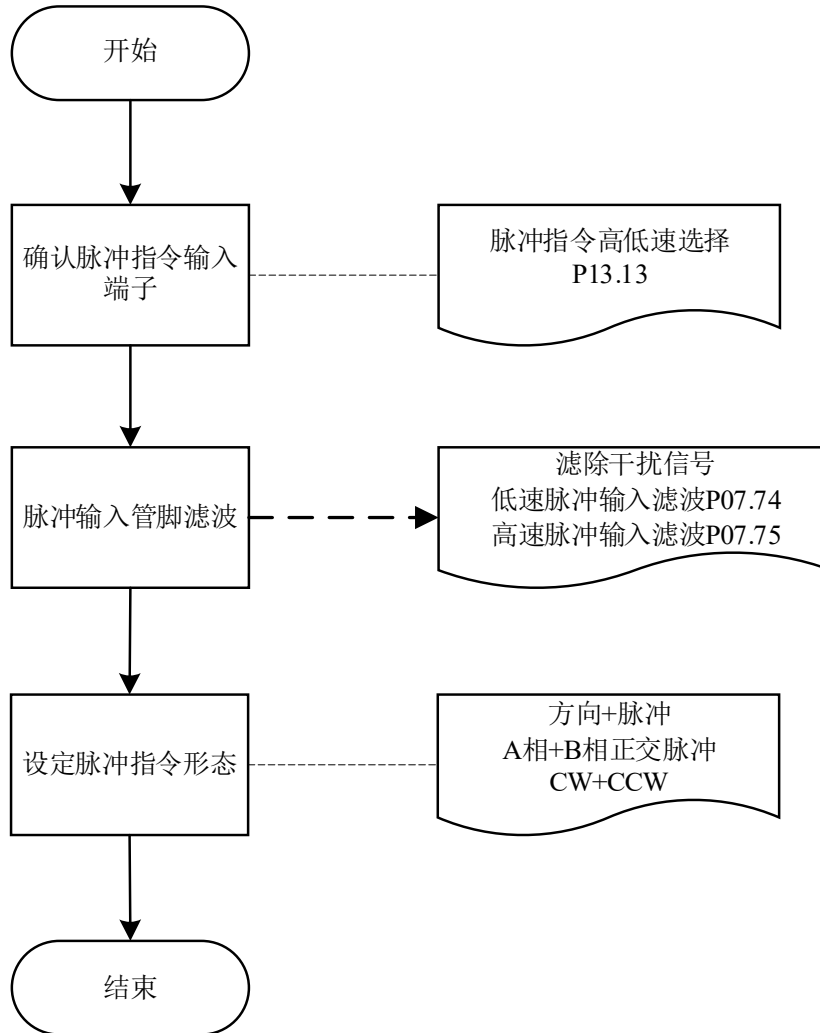 开始
确认脉冲指令输入
端子
脉冲指令高低速选择
P13.13
脉冲输入管脚滤波
滤除干扰信号
低速脉冲输入滤波P07.74
高速脉冲输入滤波P07.75
设定脉冲指令形态
方向+脉冲
A相+B相正交脉冲
CW+CCW
结束